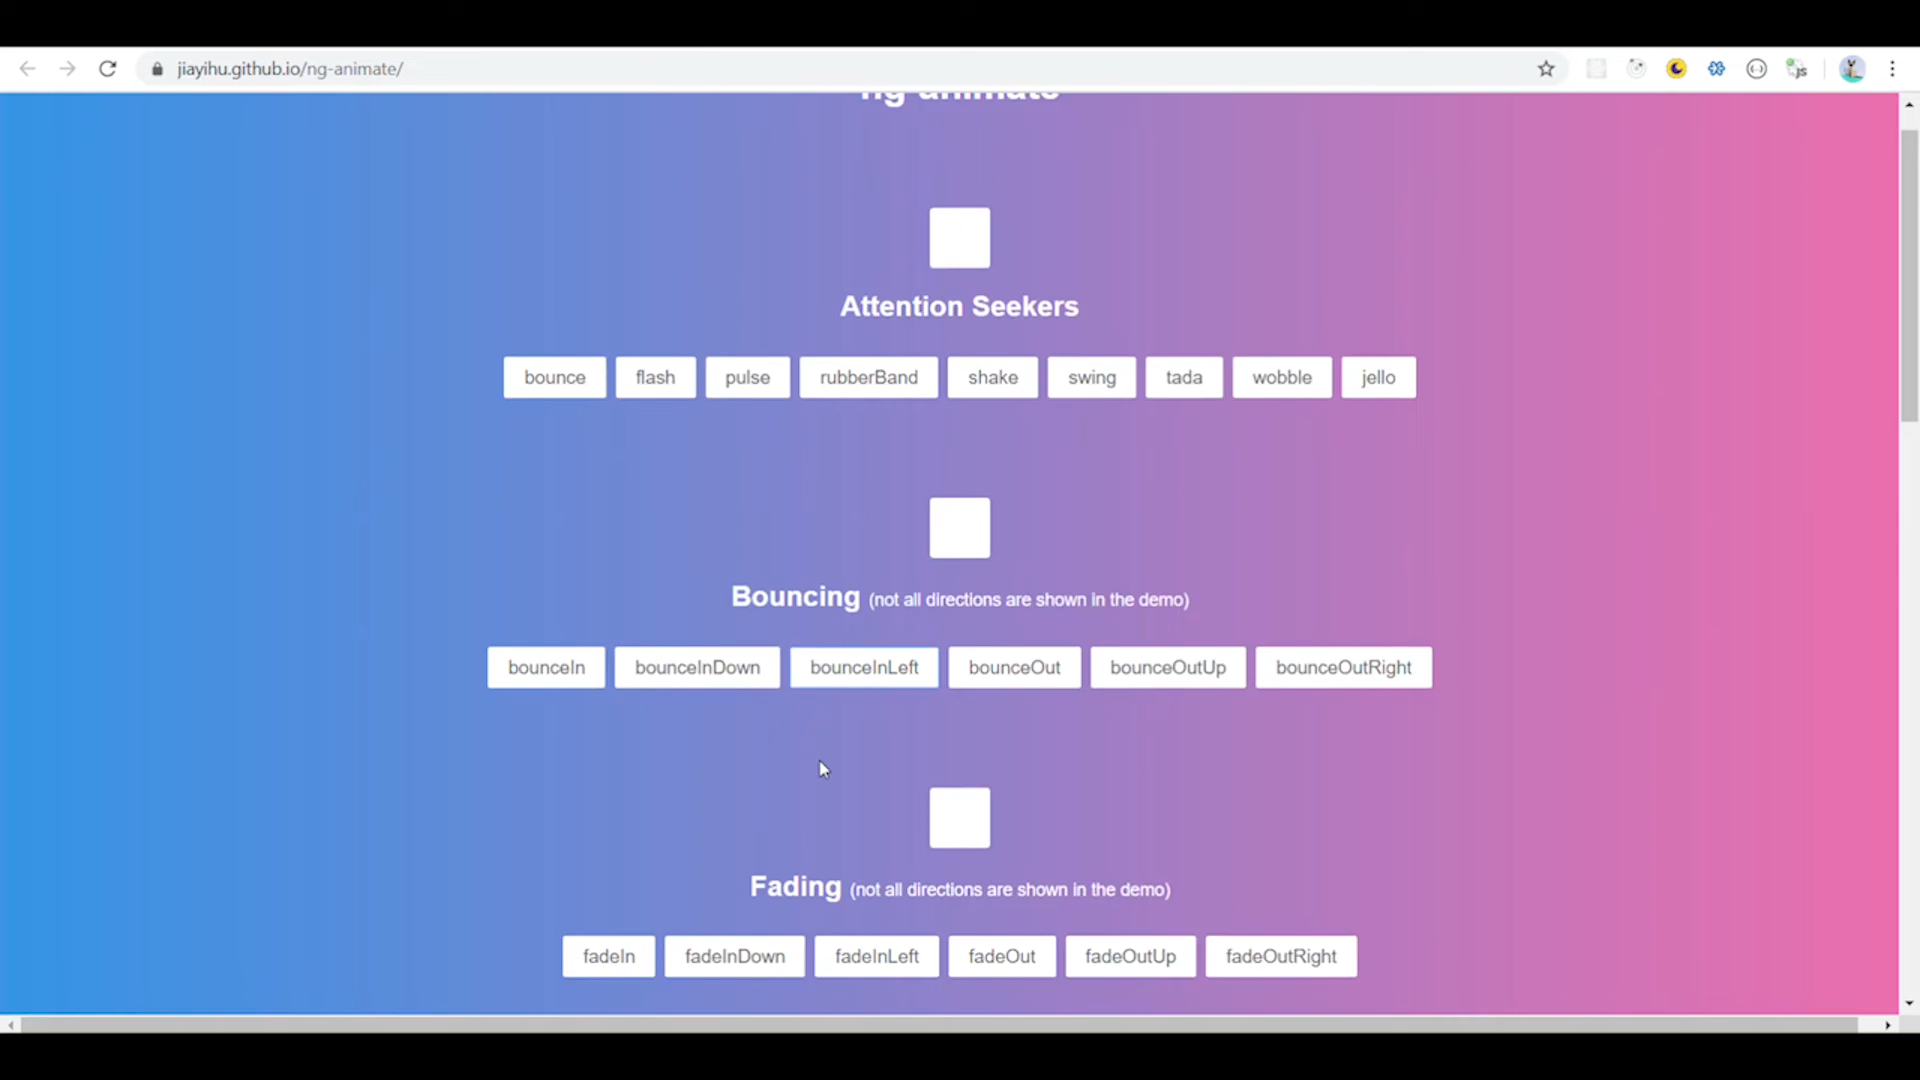 jiayihu.github.io/ng-animate/
ng-animate
Attention Seekers
bounce flash pulse rubberBand shake swing tada wobble jello
Bouncing (not all directions are shown in the demo)
bounceIn bounceInDown bounceInLeft bounceOut bounceOutUp bounceOutRight
Fading (not all directions are shown in the demo)
fadeIn fadeInDown fadeInLeft fadeOut fadeOutUp fadeOutRight